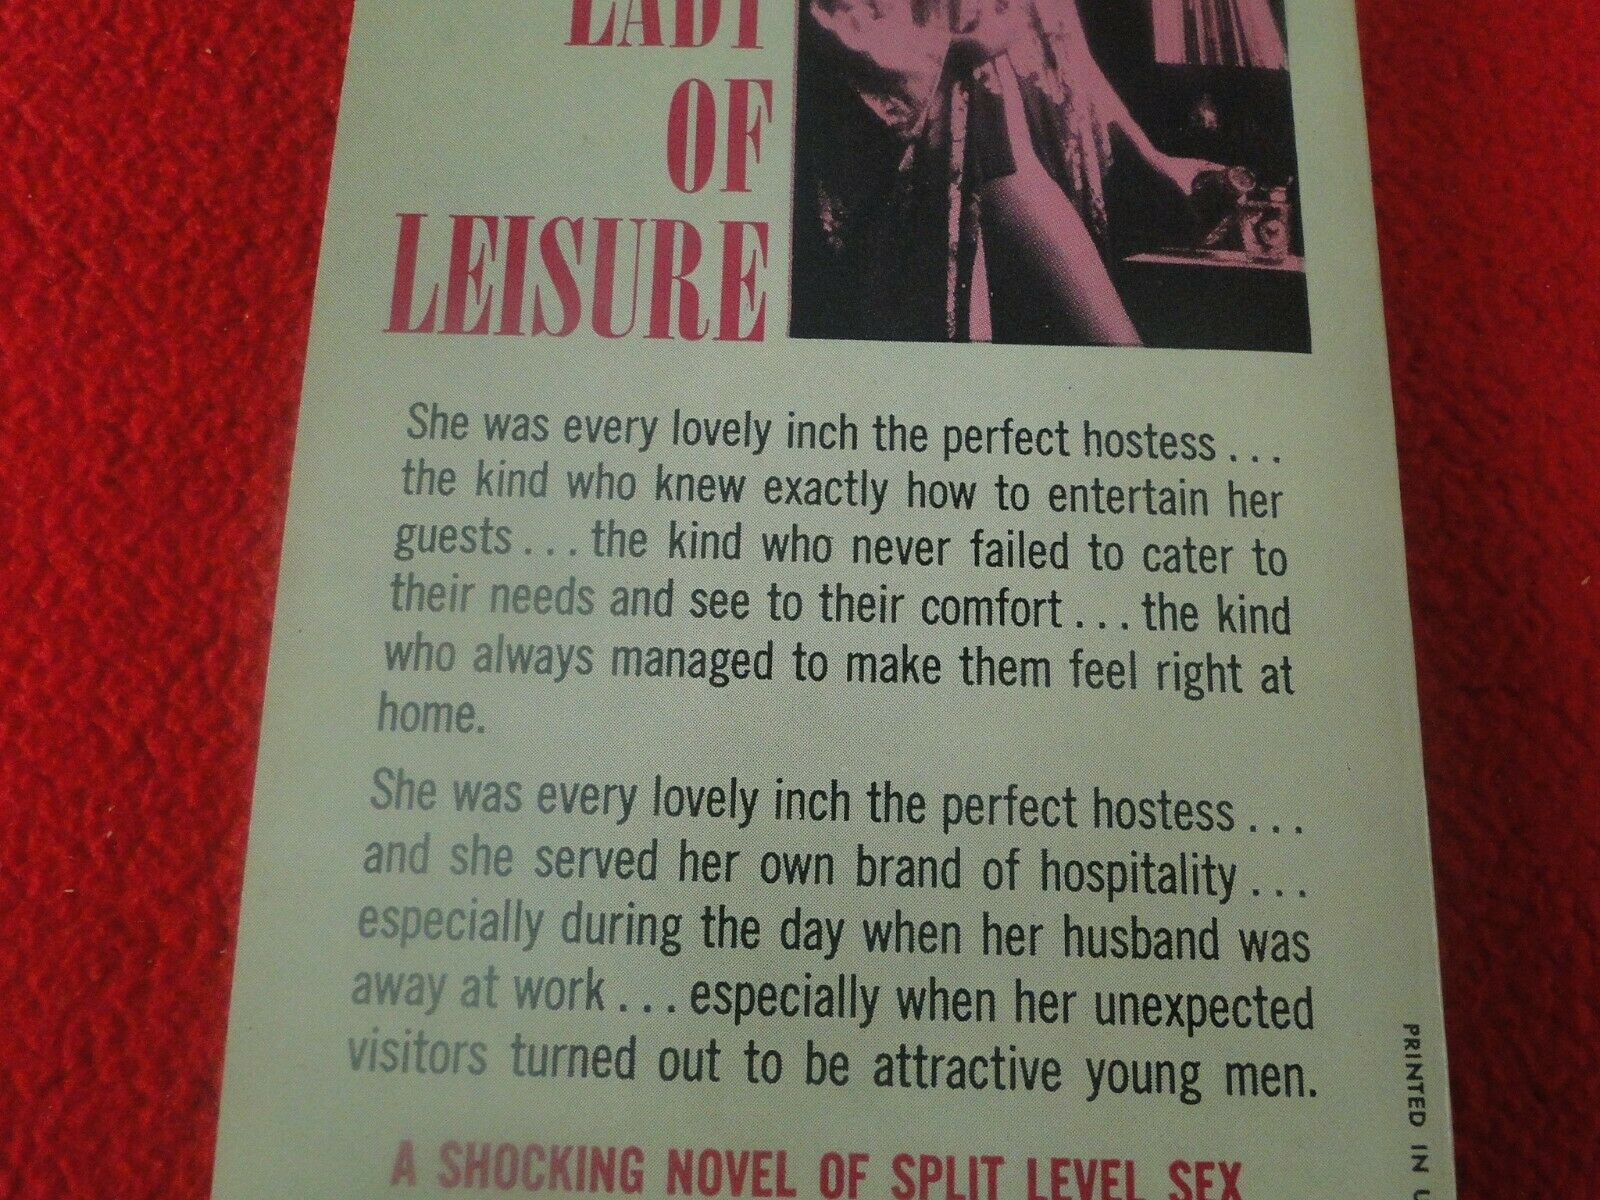 LADY
OF
LEISURE
She was every lovely inch the perfect hostess...
the kind who knew exactly how to entertain her
guests...the kind who never failed to cater to
their needs and see to their comfort...the kind
who always managed to make them feel right at
home.
She was every lovely inch the perfect hostess...
and she served her own brand of hospitality...
especially during the day when her husband was
away at work...especially when her unexpected
visitors turned out to be attractive young men.
A SHOCKING NOVEL OF SPLIT LEVEL SEX
PRINTED IN U